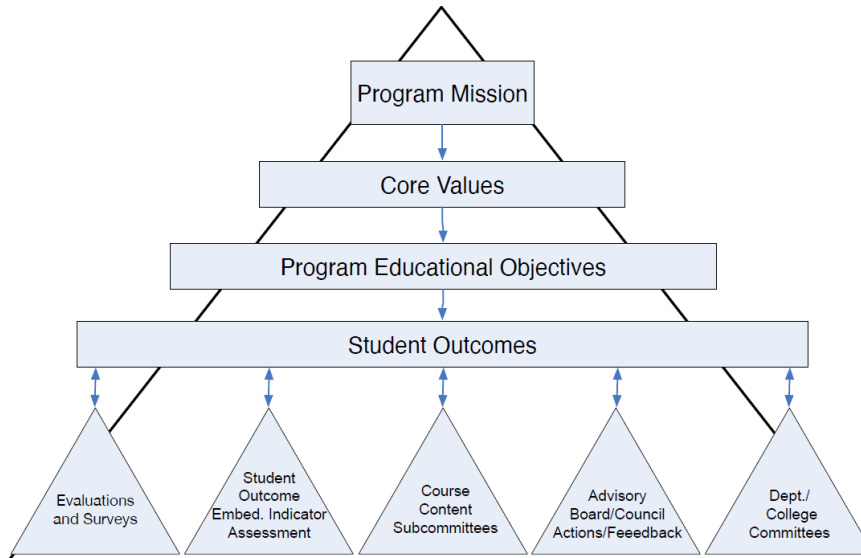 Program Mission
Core Values
Program Educational Objectives
Student Outcomes
Evaluations
and Surveys
Student
Outcome
Embed. Indicator
Assessment
Course
Content
Subcommittees
Advisory
Board/Council
Actions/Feeedback
Dept./
College
Committees